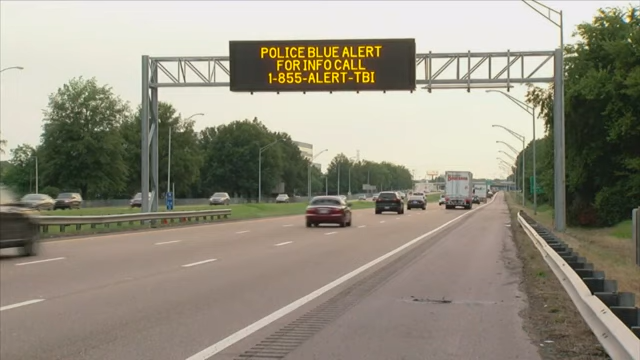 POLICE BLUE ALERT
FOR INFO CALL
1-855-ALERT-TBI